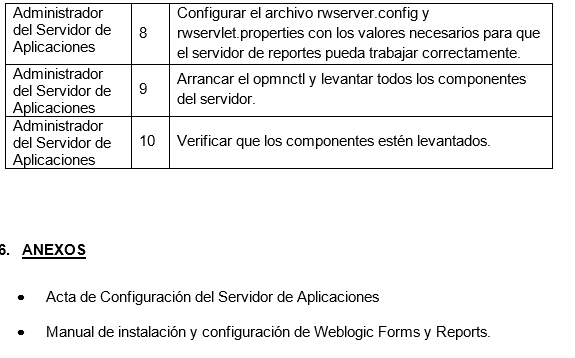 Administrador
del Servidor de
Aplicaciones
8
Configurar el archivo rwserver.config y
rwservlet.properties con los valores necesarios para que
el servidor de reportes pueda trabajar correctamente.
Administrador
del Servidor de
Aplicaciones
9
Arrancar el opmnctl y levantar todos los componentes
del servidor.
Administrador
del Servidor de
Aplicaciones
10
Verificar que los componentes estén levantados.
6. ANEXOS
• Acta de Configuración del Servidor de Aplicaciones
• Manual de instalación y configuración de Weblogic Forms y Reports.